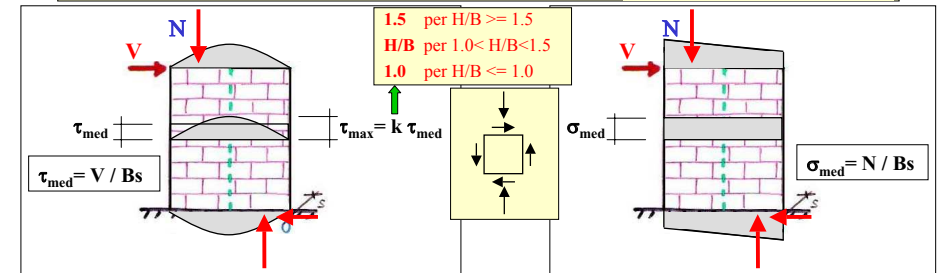 N
V
τmed
τmed= V / Bs
1.5 per H/B >= 1.5
H/B per 1.0< H/B<1.5
1.0 per H/B <= 1.0
τmax= k τmed
s
O
N
V
σmed
σmed= N / Bs
s